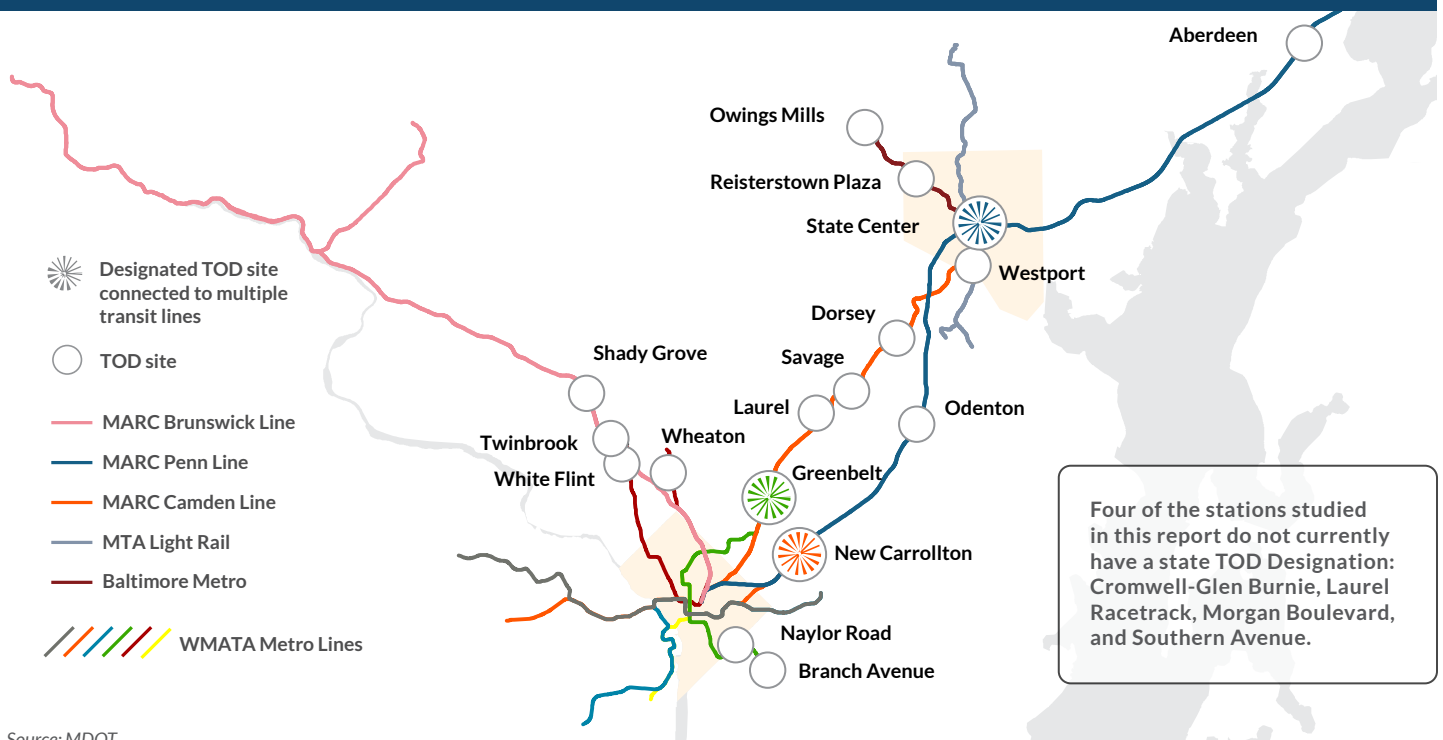 Aberdeen
Owings Mills
Reisterstown Plaza
State Center
Westport
Designated TOD site
connected to multiple
transit lines
TOD site
Dorsey
Savage
Shady Grove
Laurel
Odenton
MARC Brunswick Line
Twinbrook
Wheaton
White Flint
Greenbelt
MARC Penn Line
MARC Camden Line
MTA Light Rail
Baltimore Metro
New Carrollton
WMATA Metro Lines
Naylor Road
Branch Avenue
Four of the stations studied
in this report do not currently
have a state TOD Designation:
Cromwell-Glen Burnie, Laurel
Racetrack, Morgan Boulevard,
and Southern Avenue.
Source: MDOT